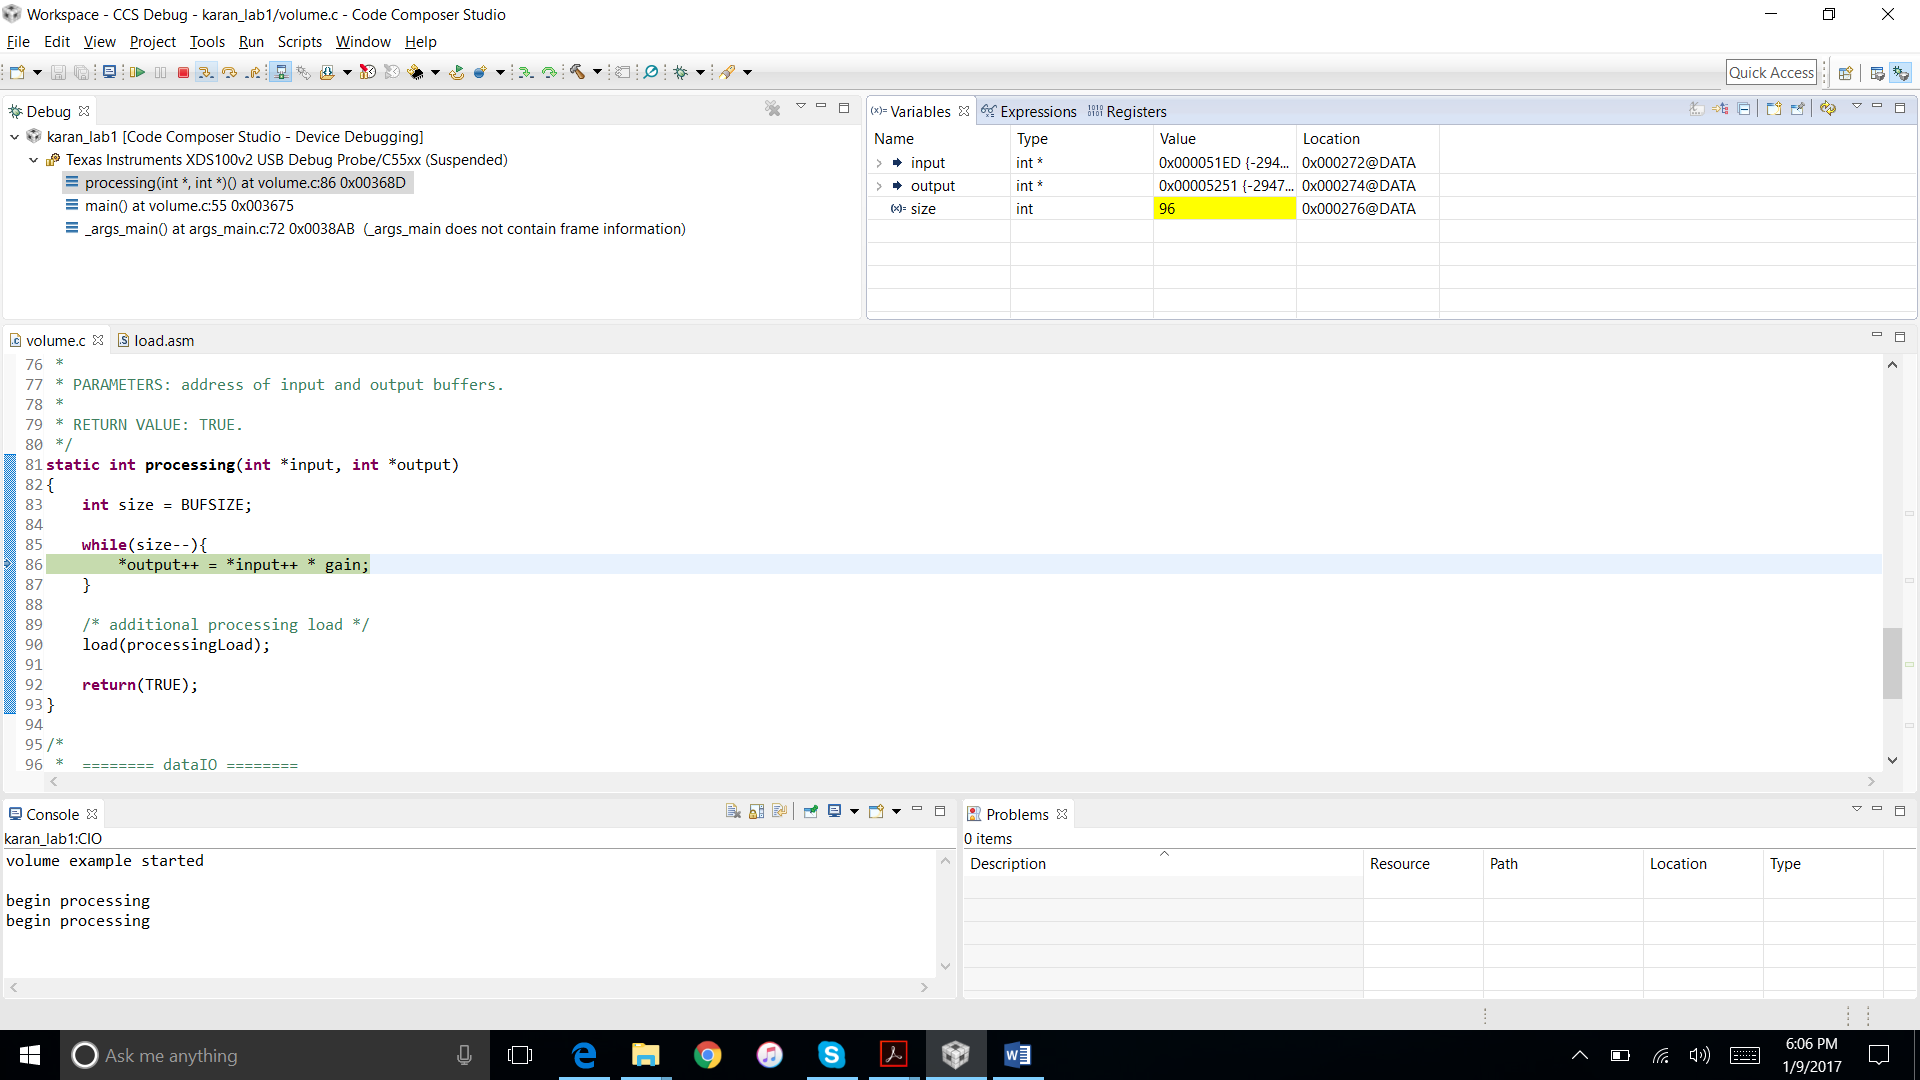 Workspace - CCS Debug - karan_lab1/volume.c - Code Composer Studio
File Edit View Project Tools Run Scripts Window Help
Quick Access
Debug
karan_lab1 [Code Composer Studio - Device Debugging]
Texas Instruments XDS100v2 USB Debug Probe/C55xx (Suspended)
processing(int *, int *)() at volume.c:86 0x00368D
main() at volume.c:55 0x003675
_args_main() at args_main.c:72 0x0038AB (_args_main does not contain frame information)
(x)= Variables Expressions Registers
Name Type Value Location
input int * 0x000051ED {-294... 0x000272@DATA
output int * 0x00005251 {-2947... 0x000274@DATA
(x)= size int 96 0x000276@DATA
volume.c load.asm
76 *
77 * PARAMETERS: address of input and output buffers.
78 *
79 * RETURN VALUE: TRUE.
80 */
81 static int processing(int *input, int *output)
82 {
83 int size = BUFSIZE;
84
85 while(size--){
86 *output++ = *input++ * gain;
87 }
88
89 /* additional processing load */
90 load(processingLoad);
91
92 return(TRUE);
93 }
94
95 /*
96 * ======== dataIO ========
Console
karan_lab1:CIO
volume example started
begin processing
begin processing
Problems
0 items
Description Resource Path Location Type
Ask me anything
6:06 PM
1/9/2017